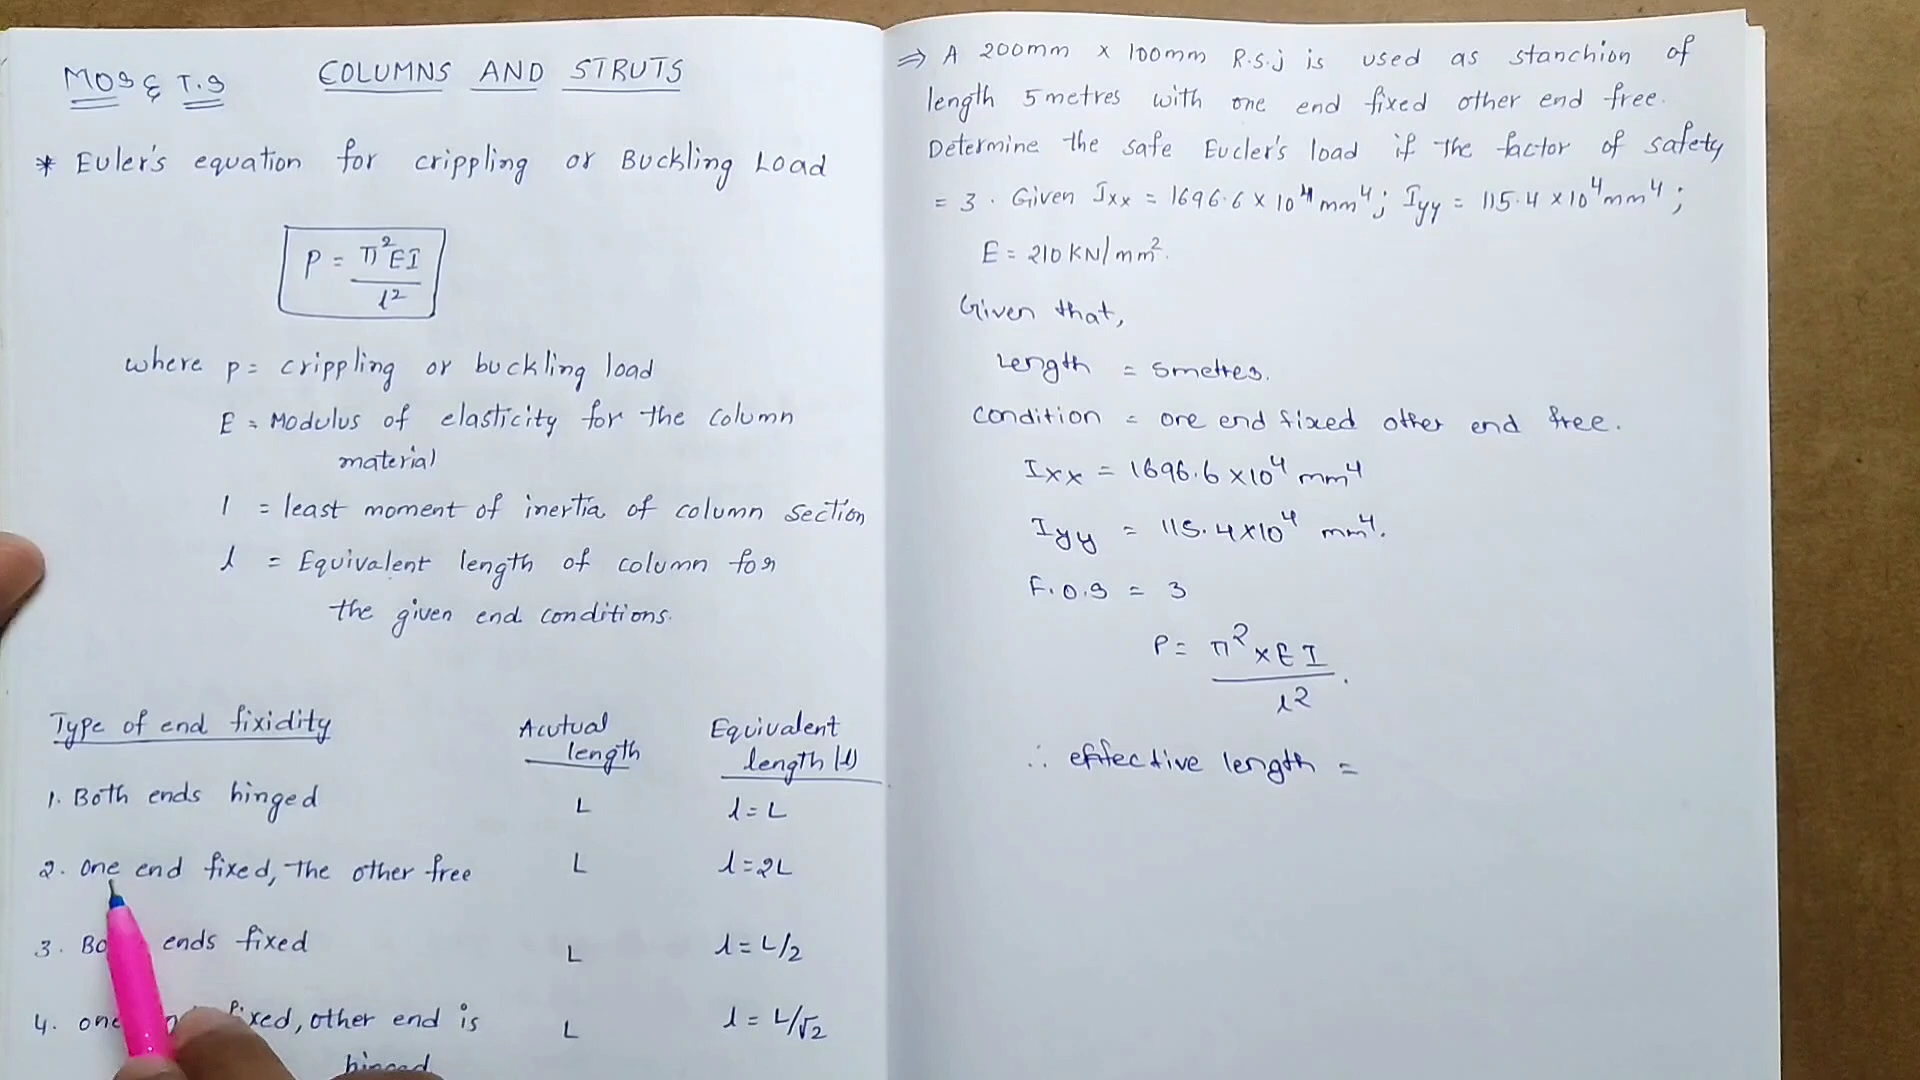 MOS & T.S
COLUMNS AND STRUTS
* Euler's equation for crippling or Buckling Load
P = π²EI / l²
where p = crippling or buckling load
E = Modulus of elasticity for the column
material
I = least moment of inertia of column section
l = Equivalent length of column for
the given end conditions.
Type of end fixidity Acutual length Equivalent length (l)
1. Both ends hinged L l = L
2. One end fixed, The other free L l = 2L
3. ends fixed L l = L/2
4. one fixed, other end is L l = L/√2
hinged
⇒ A 200mm x 100mm R.S.j is used as stanchion of
length 5metres with one end fixed other end free.
Determine the safe Eucler's load if the factor of safety
= 3. Given Ixx = 1696.6 x 10⁴ mm⁴; Iyy = 115.4 x 10⁴ mm⁴;
E = 210 KN/mm².
Given that,
Length = 5metres.
condition = one end fixed other end free.
Ixx = 1696.6 x 10⁴ mm⁴
Iyy = 115.4 x 10⁴ mm⁴.
F.O.S = 3
P = π² x E I / l².
∴ effective length =